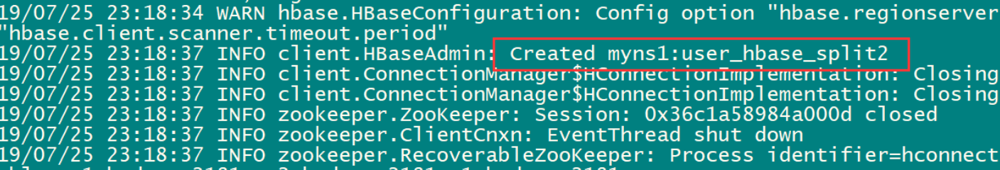 19/07/25 23:18:34 WARN hbase.HBaseConfiguration: Config option "hbase.regionserver
"hbase.client.scanner.timeout.period"
19/07/25 23:18:37 INFO client.HBaseAdmin: Created myns1:user_hbase_split2
19/07/25 23:18:37 INFO client.ConnectionManager$HConnectionImplementation: Closing
19/07/25 23:18:37 INFO client.ConnectionManager$HConnectionImplementation: Closing
19/07/25 23:18:37 INFO zookeeper.ZooKeeper: Session: 0x36c1a58984a000d closed
19/07/25 23:18:37 INFO zookeeper.ClientCnxn: EventThread shut down
19/07/25 23:18:37 INFO zookeeper.RecoverableZooKeeper: Process identifier=hconnect